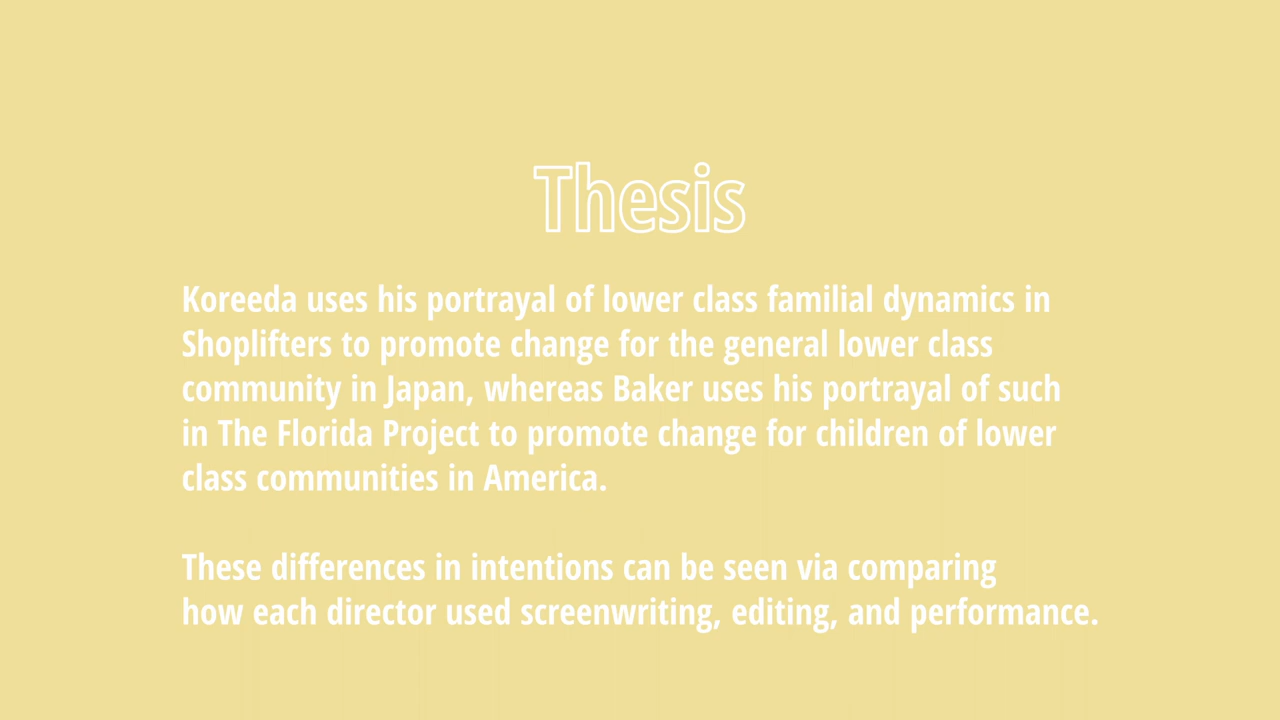 Thesis
Koreeda uses his portrayal of lower class familial dynamics in
Shoplifters to promote change for the general lower class
community in Japan, whereas Baker uses his portrayal of such
in The Florida Project to promote change for children of lower
class communities in America.
These differences in intentions can be seen via comparing
how each director used screenwriting, editing, and performance.